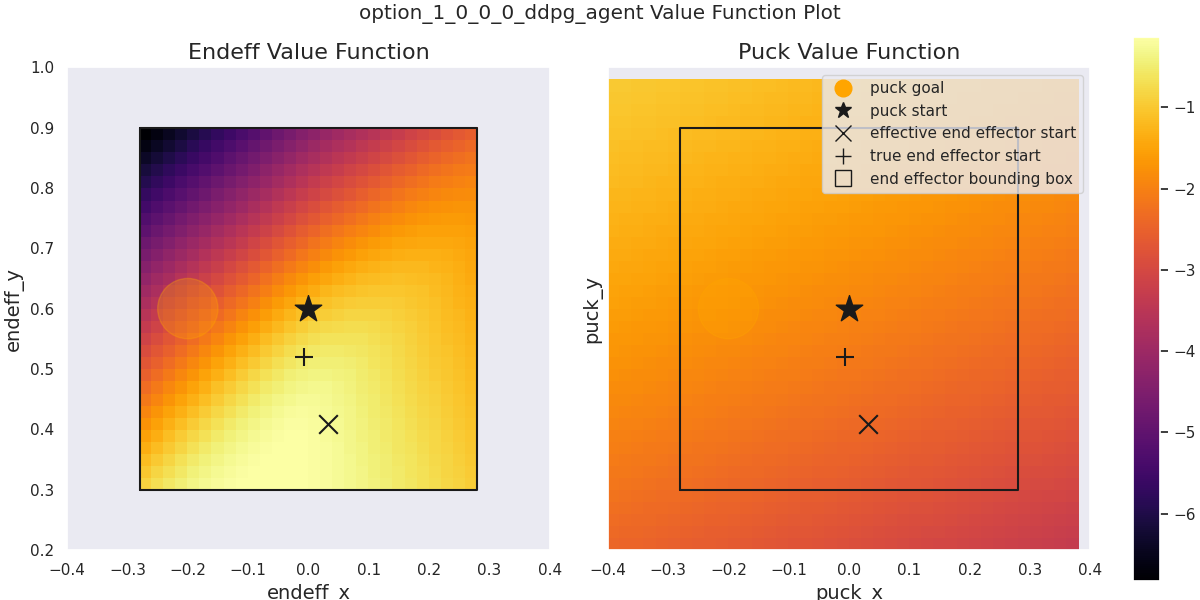 option_1_0_0_0_ddpg_agent Value Function Plot
Endeff Value Function
Puck Value Function
1.0
0.9
0.8
0.7
0.6
0.5
0.4
0.3
0.2
endeff_y
−0.4 −0.3 −0.2 −0.1 0.0 0.1 0.2 0.3 0.4
endeff_x
puck_y
puck goal
puck start
effective end effector start
true end effector start
end effector bounding box
−0.4 −0.3 −0.2 −0.1 0.0 0.1 0.2 0.3 0.4
puck_x
−1
−2
−3
−4
−5
−6